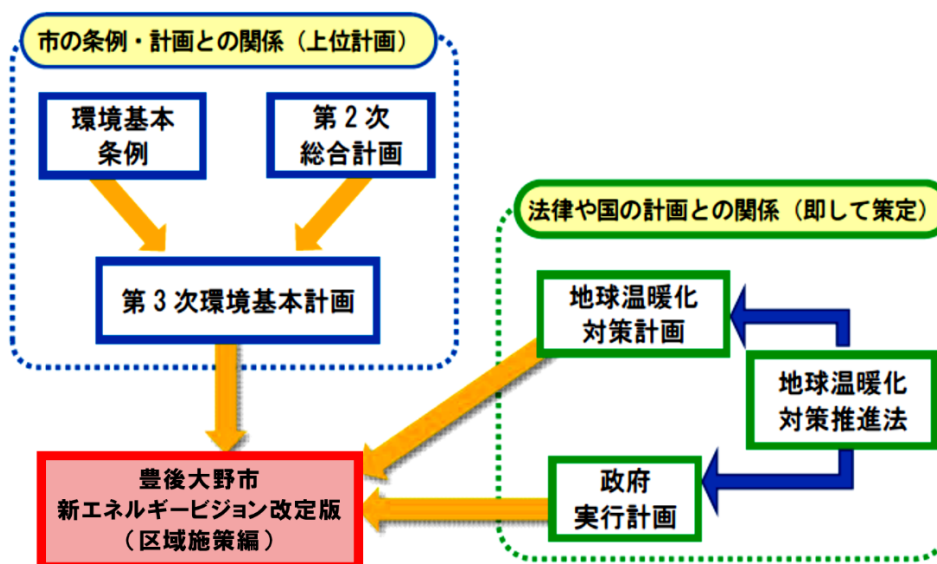 市の条例・計画との関係（上位計画）
環境基本
条例
第２次
総合計画
第３次環境基本計画
法律や国の計画との関係（即して策定）
地球温暖化
対策計画
地球温暖化
対策推進法
政府
実行計画
豊後大野市
新エネルギービジョン改定版
（区域施策編）